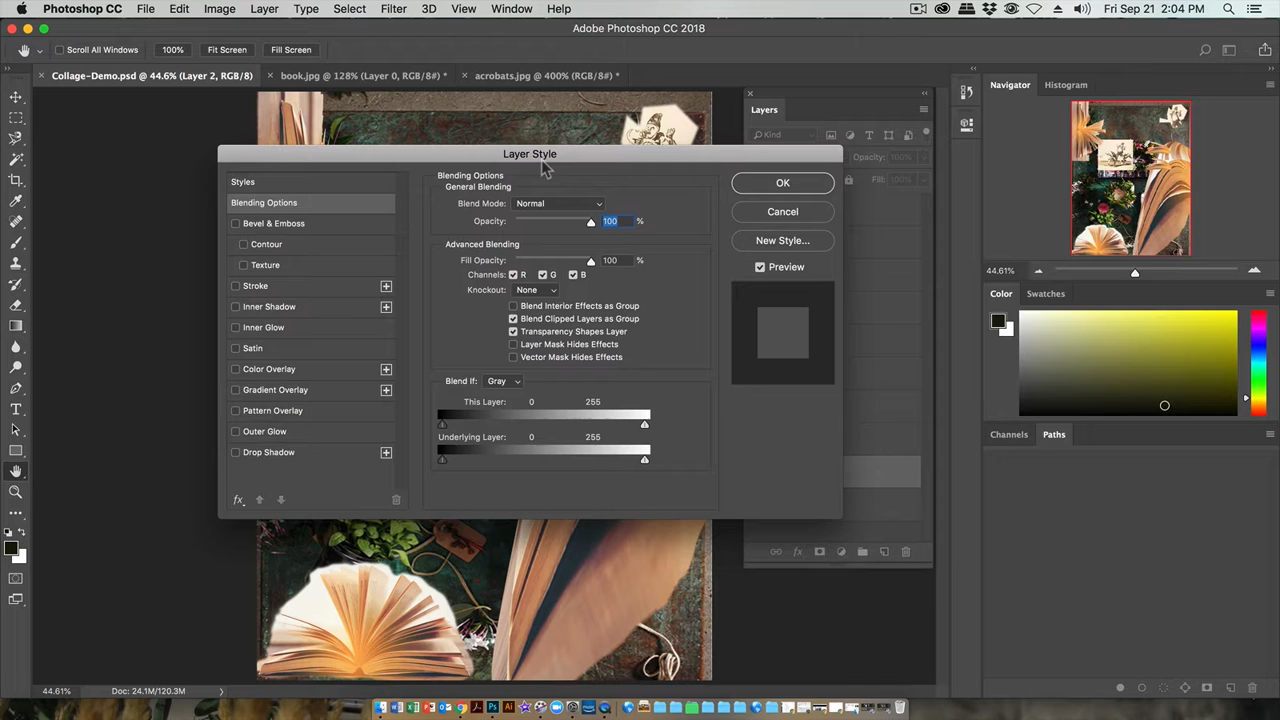 Photoshop CC File Edit Image Layer Type Select Filter 3D View Window Help Fri Sep 21 2:04 PM
Adobe Photoshop CC 2018
Scroll All Windows 100% Fit Screen Fill Screen
Collage-Demo.psd @ 44.6% (Layer 2, RGB/8) book.jpg @ 128% (Layer 0, RGB/8#) * acrobats.jpg @ 400% (RGB/8#) *
Layers
Kind
Opacity: 100%
Fill: 100%
Layer Style
Styles
Blending Options
Bevel & Emboss
Contour
Texture
Stroke
Inner Shadow
Inner Glow
Satin
Color Overlay
Gradient Overlay
Pattern Overlay
Outer Glow
Drop Shadow
fx
Blending Options
General Blending
Blend Mode: Normal
Opacity: 100 %
Advanced Blending
Fill Opacity: 100 %
Channels: R G B
Knockout: None
Blend Interior Effects as Group
Blend Clipped Layers as Group
Transparency Shapes Layer
Layer Mask Hides Effects
Vector Mask Hides Effects
Blend If: Gray
This Layer: 0 255
Underlying Layer: 0 255
OK
Cancel
New Style...
Preview
fx
Navigator Histogram
44.61%
Color Swatches
Channels Paths
44.61% Doc: 24.1M/120.3M